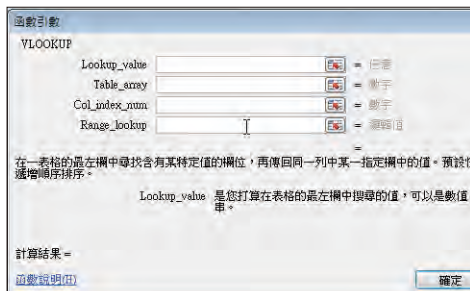 函數引數
VLOOKUP
Lookup_value = 任意
Table_array = 數字
Col_index_num = 數字
Range_lookup = 邏輯值
=
在一表格的最左欄中尋找含有某特定值的欄位，再傳回同一列中某一指定欄中的值。預設
遞增順序排序。
Lookup_value 是您打算在表格的最左欄中搜尋的值，可以是數值
串。
計算結果 =
函數說明(H)
確定